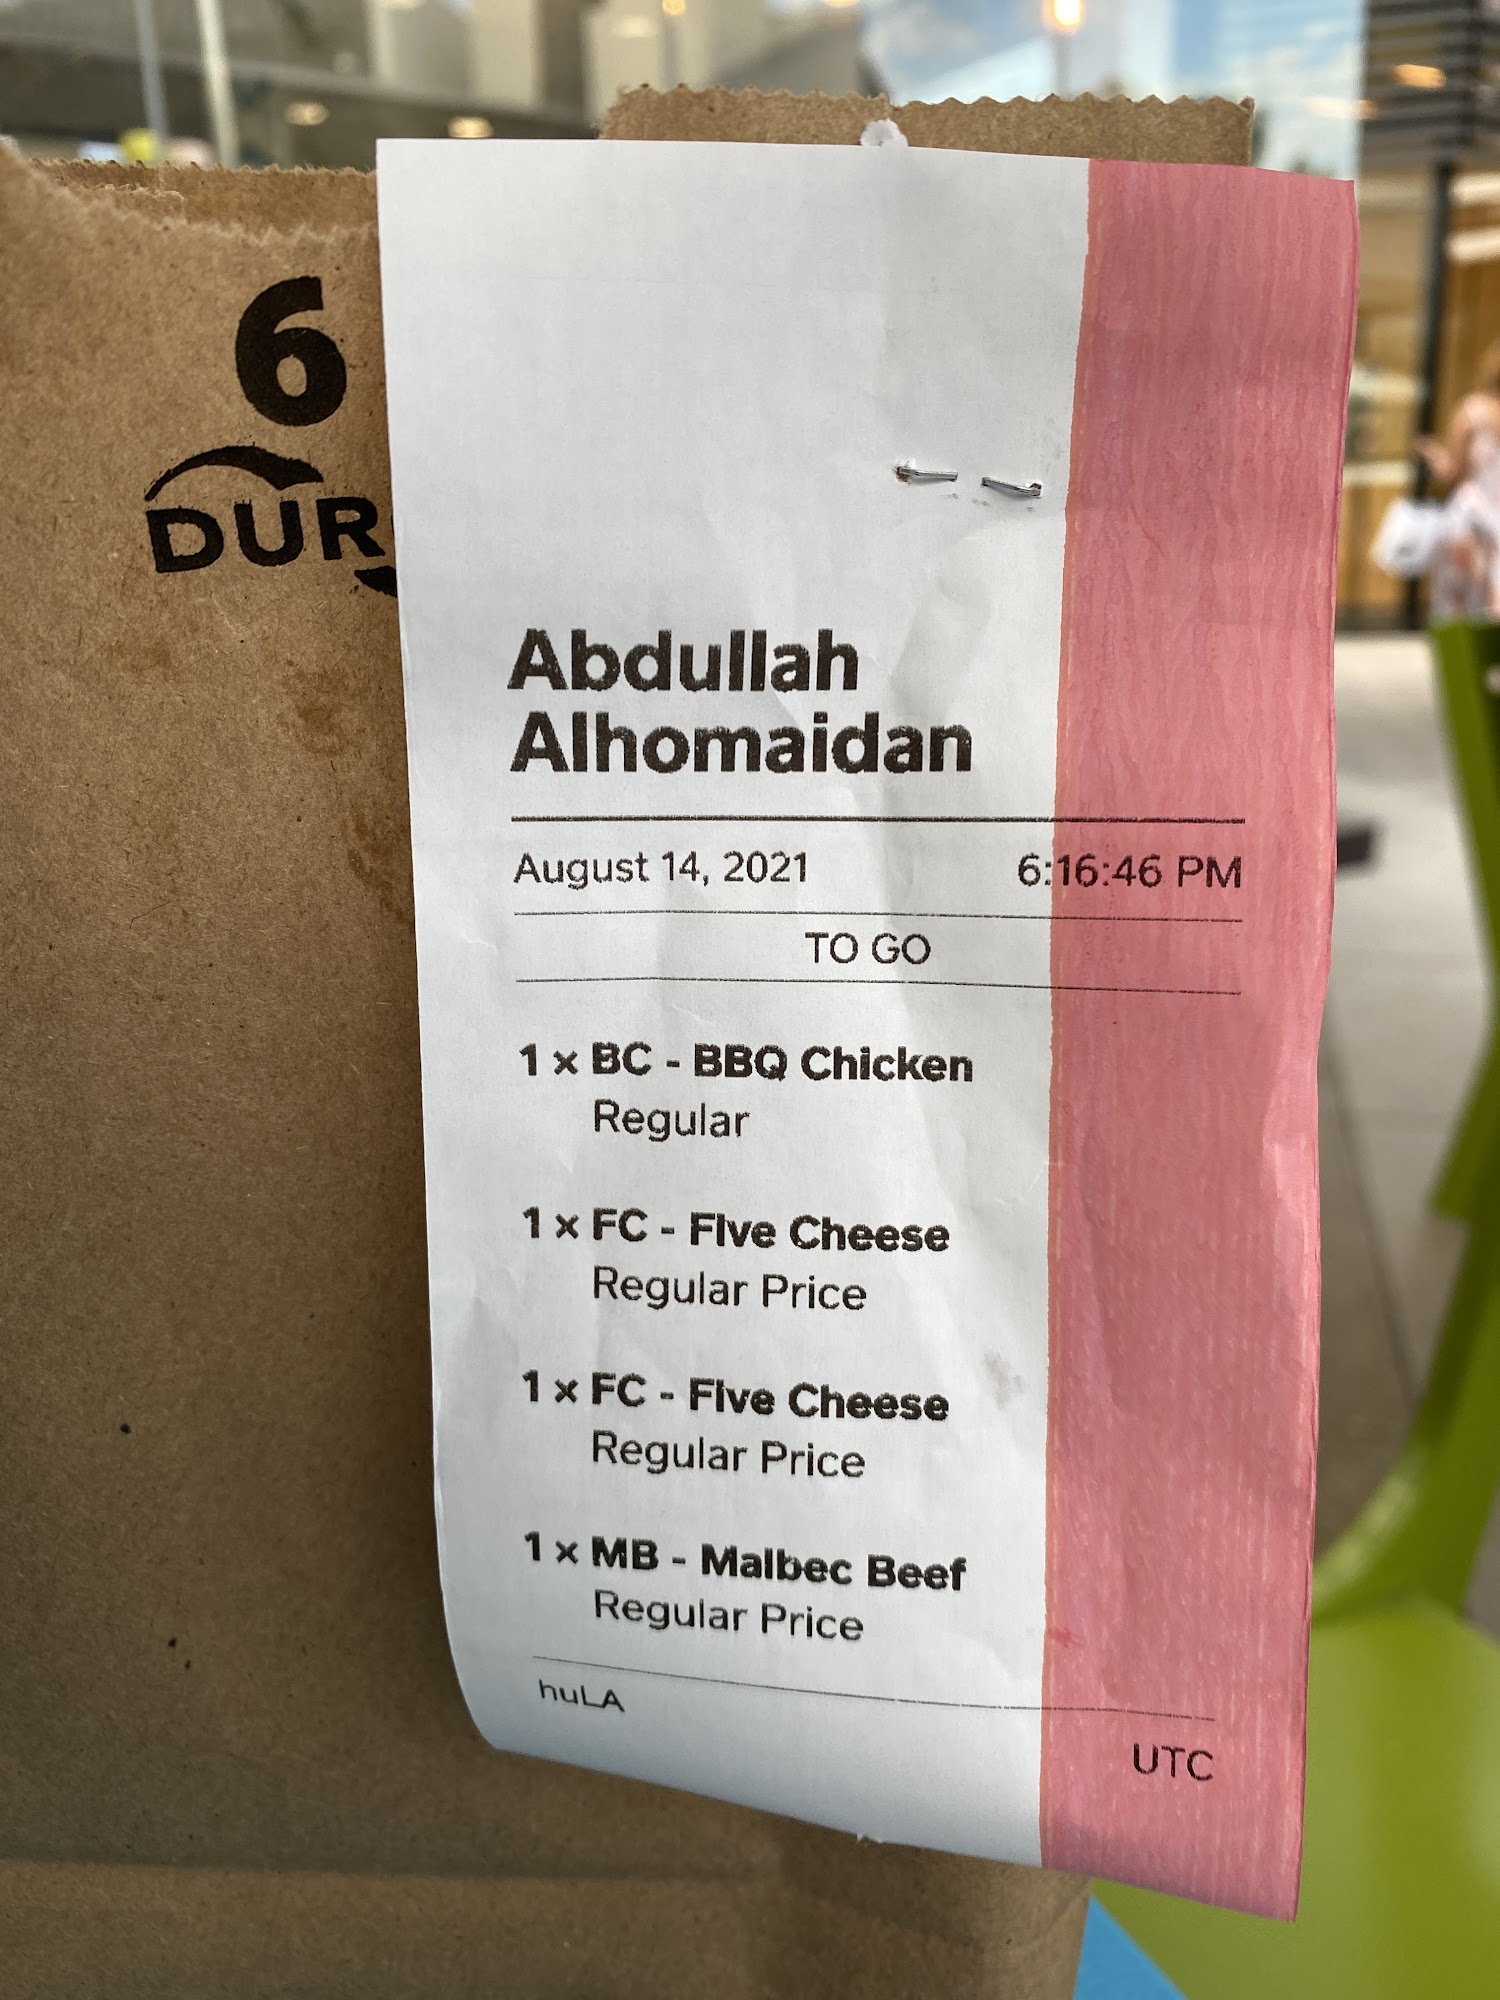 6
DUR
Abdullah
Alhomaidan
August 14, 2021 6:16:46 PM
TO GO
1 x BC - BBQ Chicken
Regular
1 x FC - FIve Cheese
Regular Price
1 x FC - FIve Cheese
Regular Price
1 x MB - Malbec Beef
Regular Price
huLA
UTC